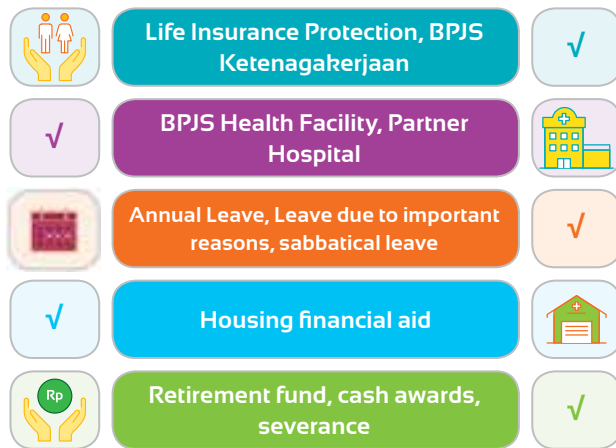 Life Insurance Protection, BPJS
Ketenagakerjaan
√
√
BPJS Health Facility, Partner
Hospital
Annual Leave, Leave due to important
reasons, sabbatical leave
√
√
Housing financial aid
Rp
Retirement fund, cash awards,
severance
√